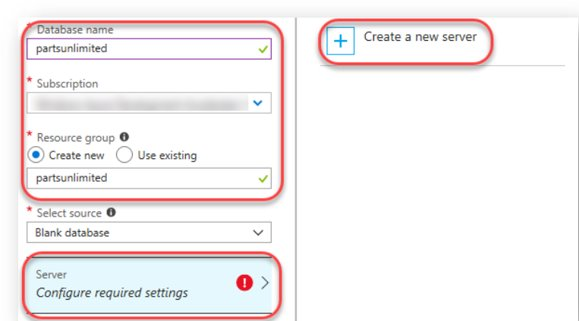 * Database name
partsunlimited
* Subscription
* Resource group
Create new Use existing
partsunlimited
* Select source
Blank database
Server
Configure required settings
Create a new server